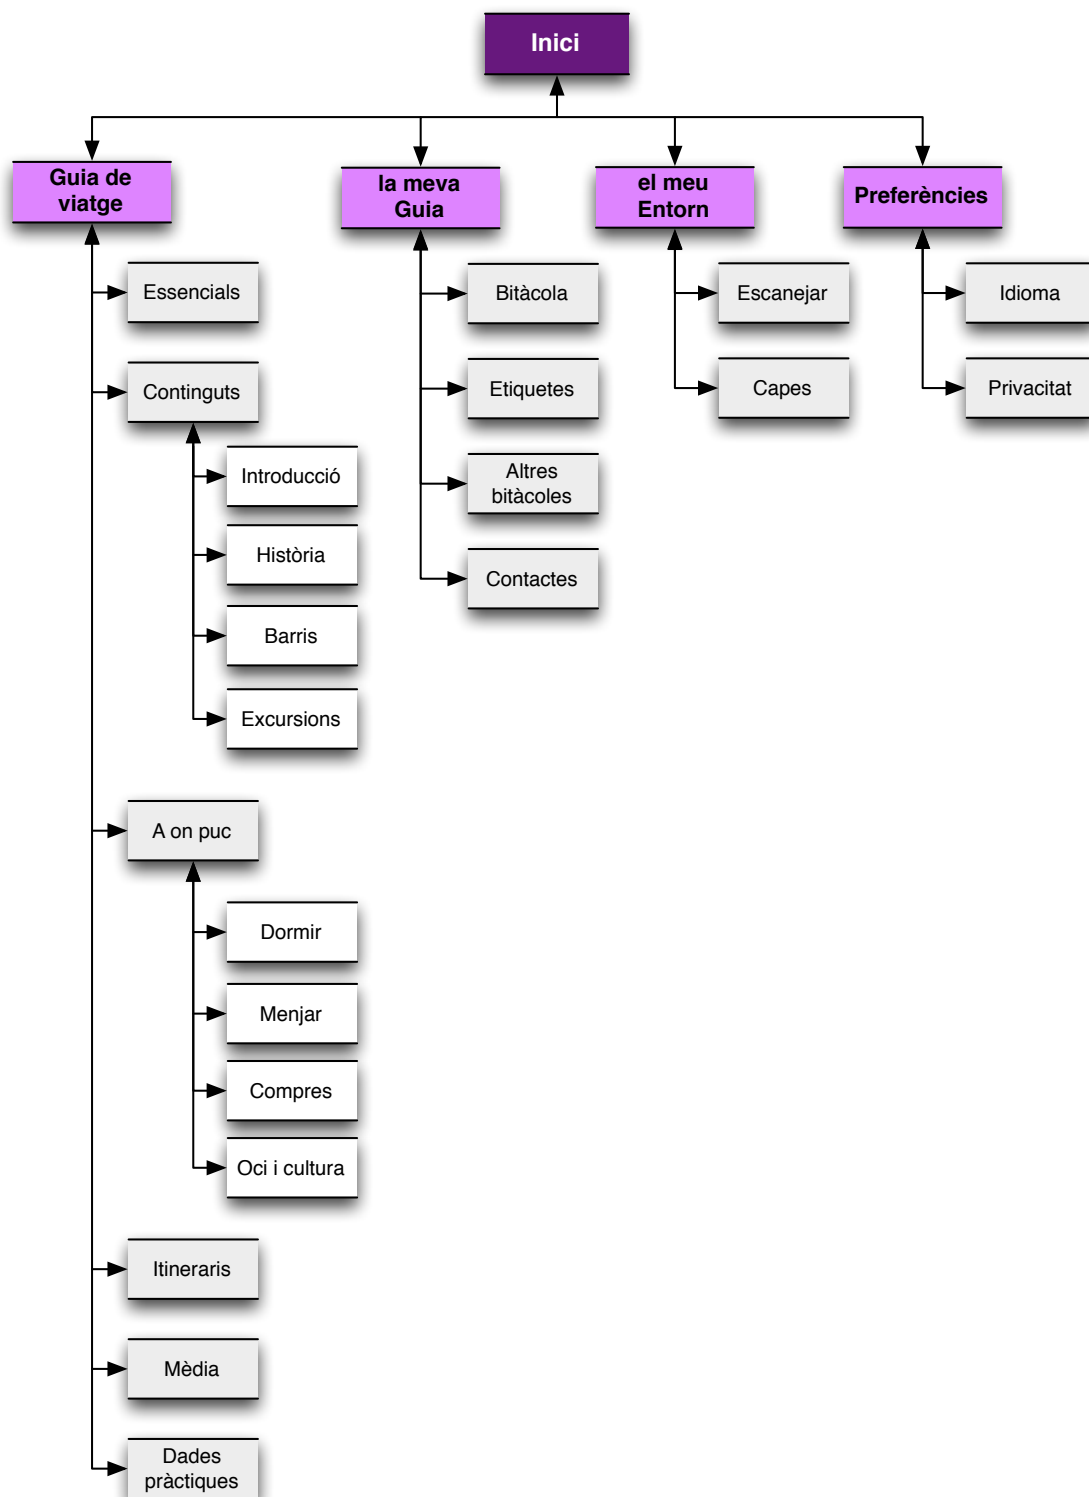 Inici
Guia de
viatge
la meva
Guia
el meu
Entorn
Preferències
Essencials
Continguts
Introducció
Història
Barris
Excursions
A on puc
Dormir
Menjar
Compres
Oci i cultura
Itineraris
Mèdia
Dades
pràctiques
Bitàcola
Etiquetes
Altres
bitàcoles
Contactes
Escanejar
Capes
Idioma
Privacitat